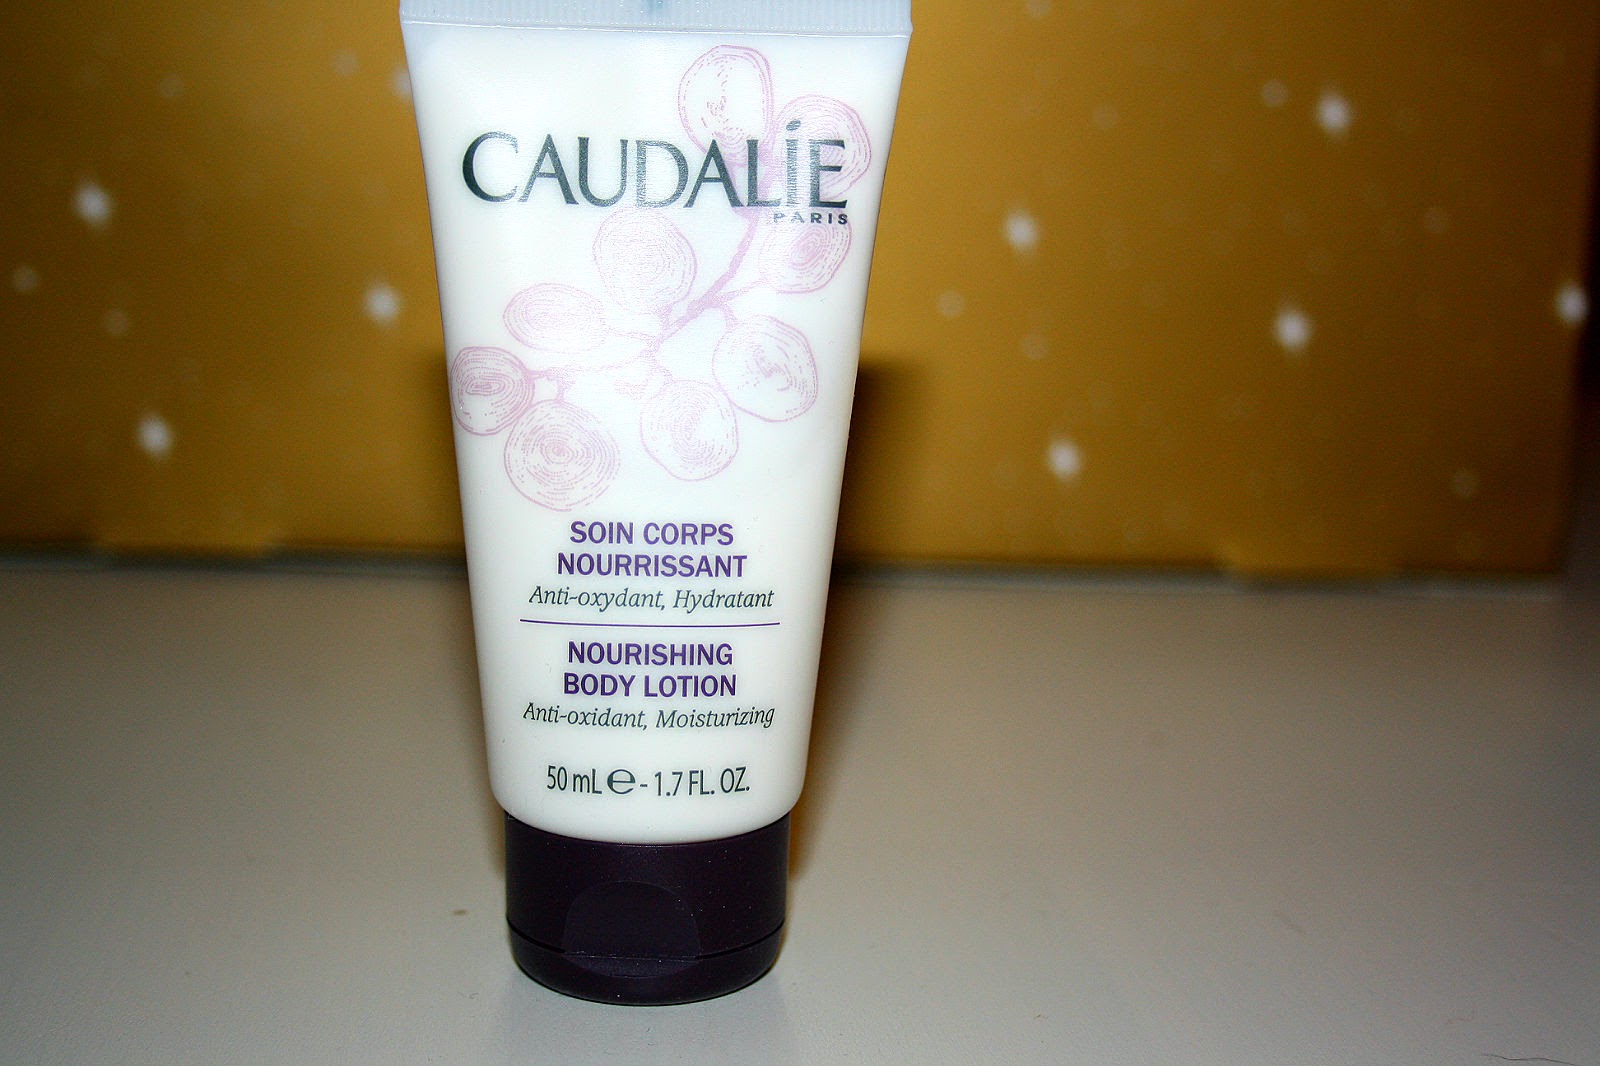 CAUDALİE
PARIS
SOIN CORPS
NOURRISSANT
Anti-oxydant, Hydratant
NOURISHING
BODY LOTION
Anti-oxidant, Moisturizing
50 mL ℮ - 1.7 FL. OZ.